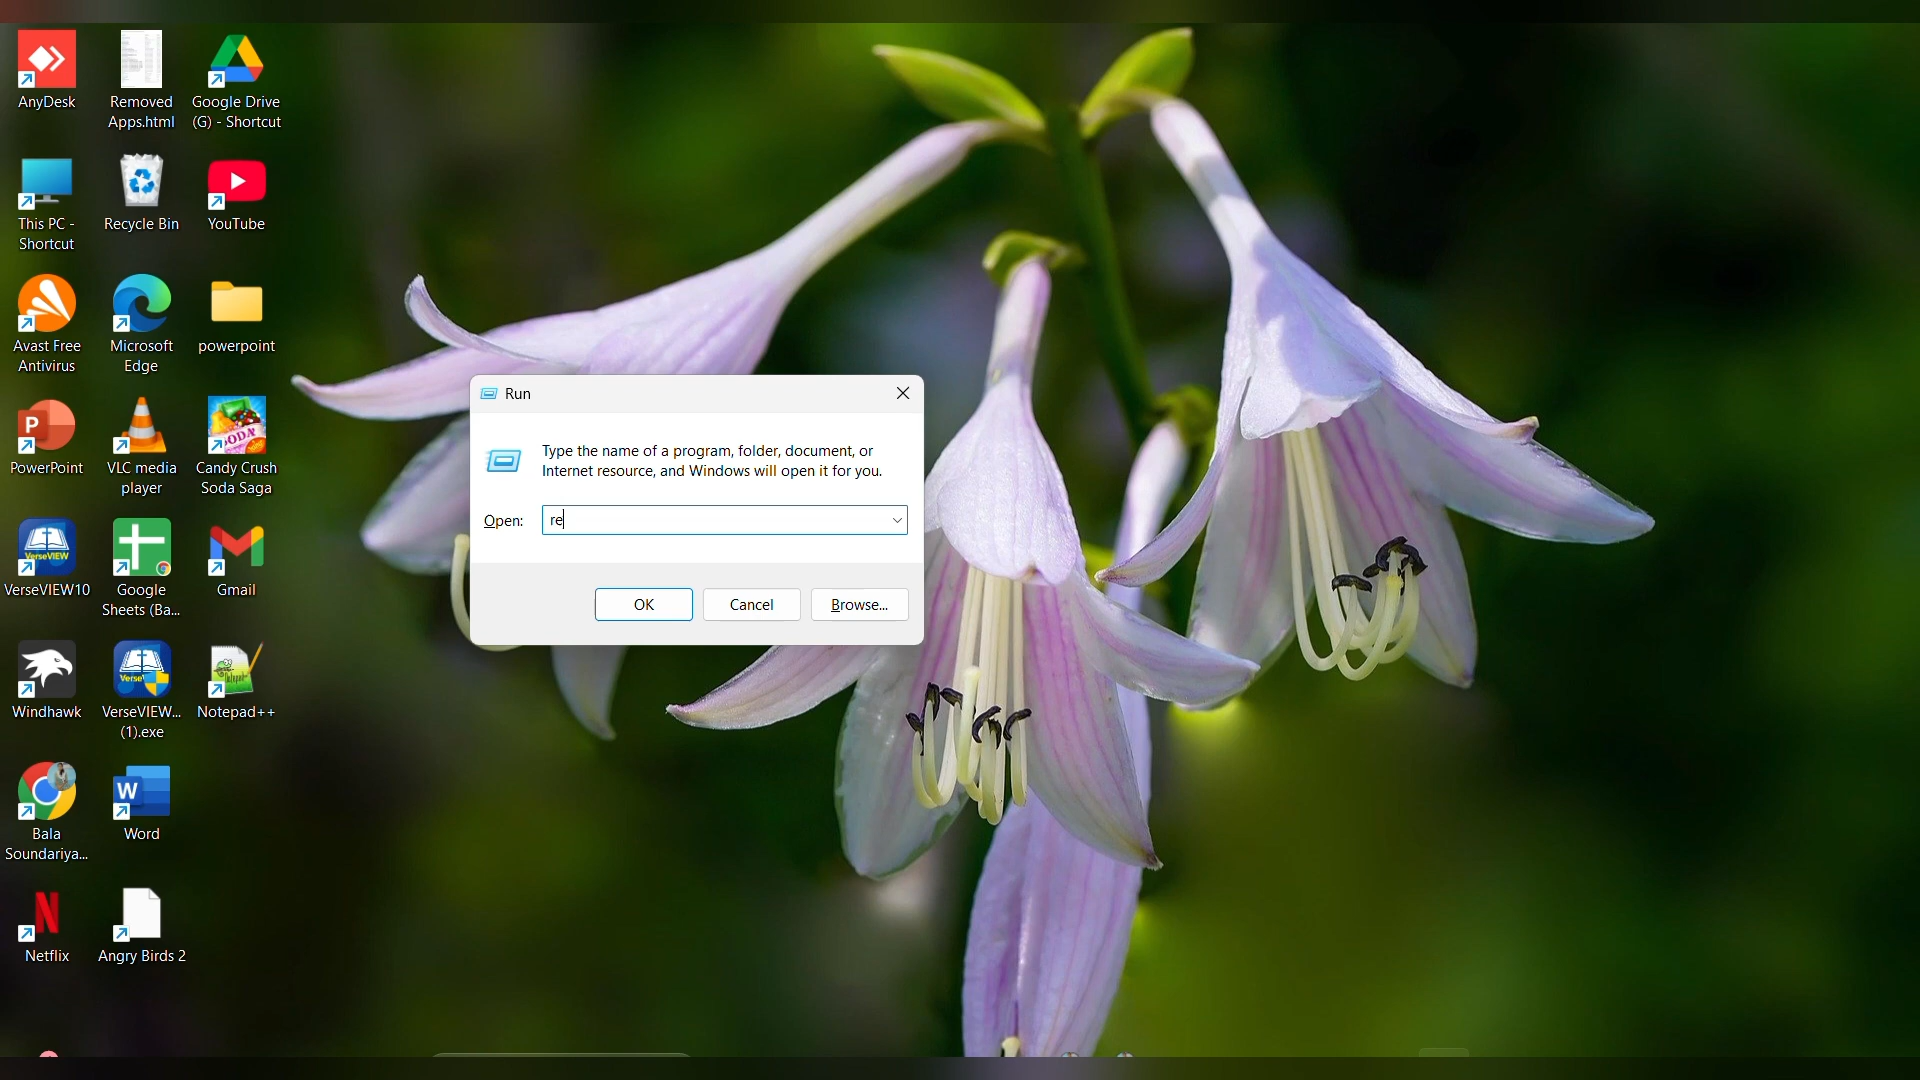 AnyDesk
Removed
Apps.html
Google Drive
(G) - Shortcut
This PC -
Shortcut
Recycle Bin
YouTube
Avast Free
Antivirus
Microsoft
Edge
powerpoint
P
PowerPoint
VLC media
player
SODA
Candy Crush
Soda Saga
VerseVIEW
VerseVIEW10
Google
Sheets (Ba...
Gmail
Windhawk
VerseVIEW...
(1).exe
Notepad++
Bala
Soundariya...
W
Word
N
Netflix
Angry Birds 2
Run
Type the name of a program, folder, document, or
Internet resource, and Windows will open it for you.
Open:
re
OK
Cancel
Browse...